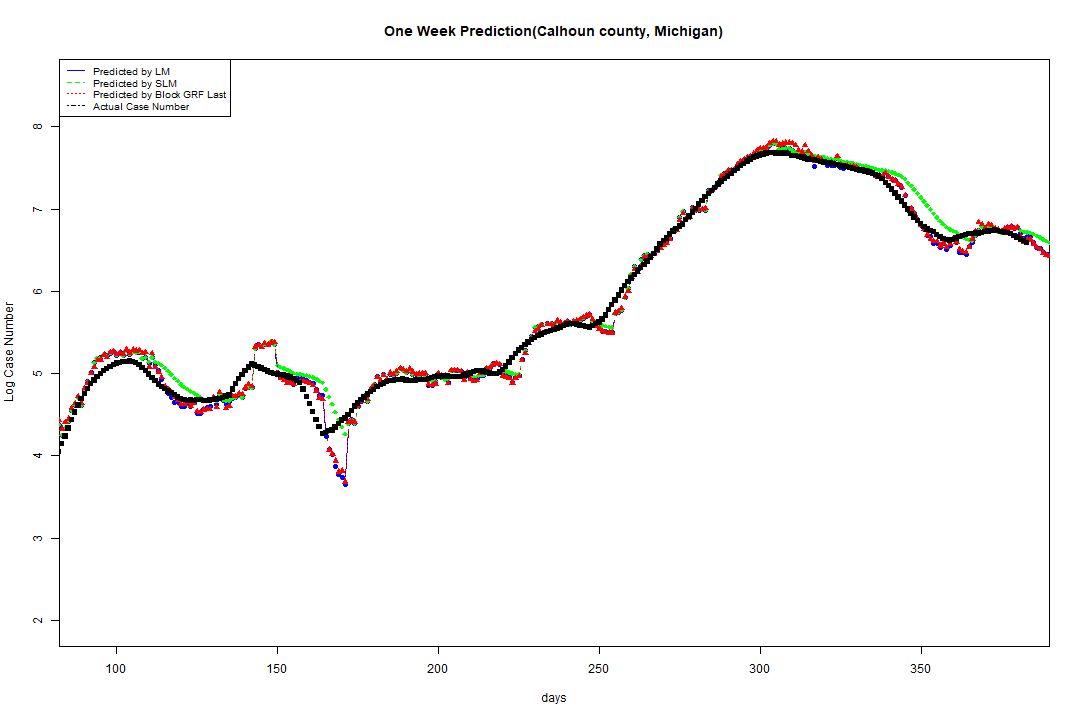 One Week Prediction(Calhoun county, Michigan)
Predicted by LM
Predicted by SLM
Predicted by Block GRF Last
Actual Case Number
8
7
6
5
4
3
2
Log Case Number
100 150 200 250 300 350
days